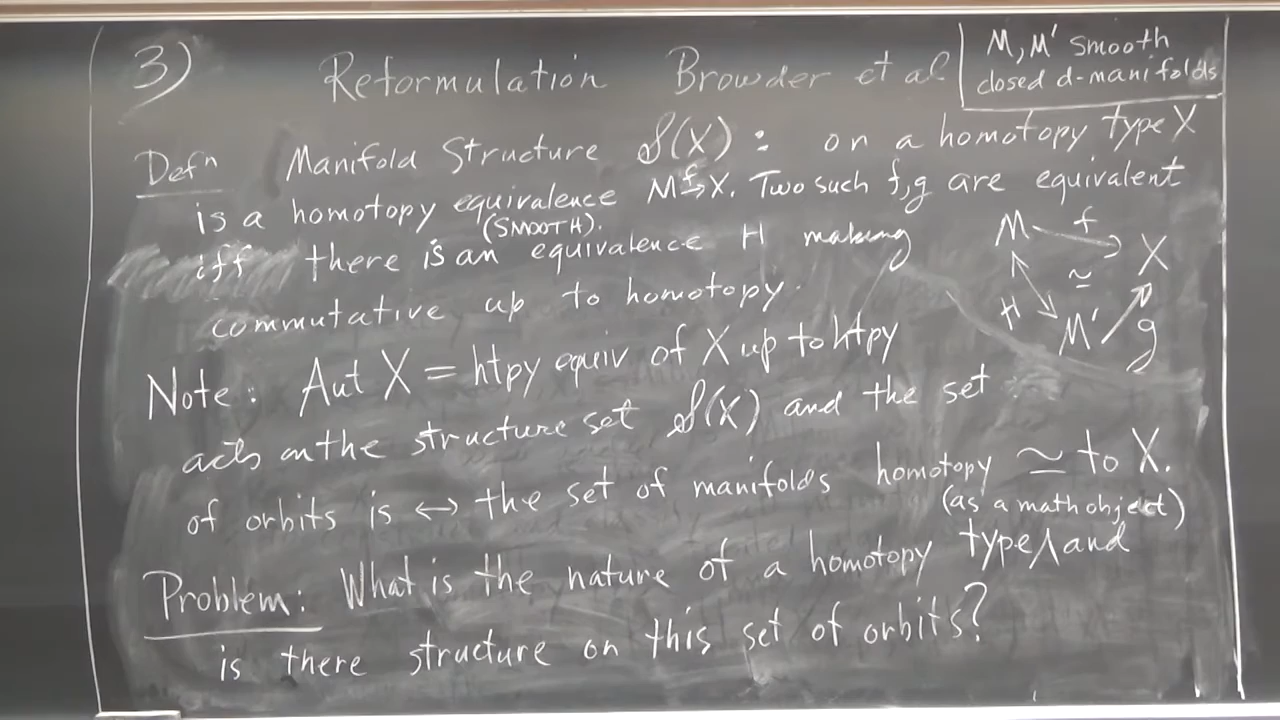 3) Reformulation Browder et al
M, M' smooth
closed d-manifolds
Defn Manifold Structure S(X): on a homotopy type X
is a homotopy equivalence M f→ X. Two such f,g are equivalent
(SMOOTH).
iff there is an equivalence H making
commutative up to homotopy.
M f X
≃
H M' g
Note: Aut X = htpy equiv of X up to htpy
acts on the structure set S(X) and the set
of orbits is ↔ the set of manifolds homotopy ≃ to X.
(as a math object)
Problem: What is the nature of a homotopy type ∧ and
is there structure on this set of orbits?